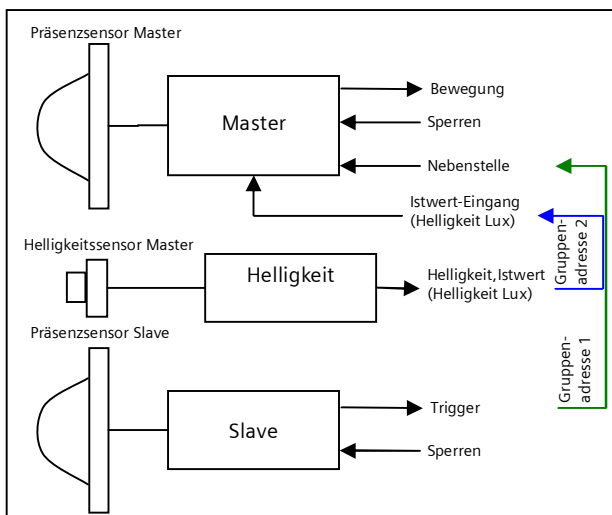 Präsenzsensor Master
Master
Bewegung
Sperren
Nebenstelle
Istwert-Eingang
(Helligkeit Lux)
Helligkeitssensor Master
Helligkeit
Helligkeit,Istwert
(Helligkeit Lux)
Gruppen-
adresse 2
Präsenzsensor Slave
Slave
Trigger
Sperren
Gruppen-
adresse 1